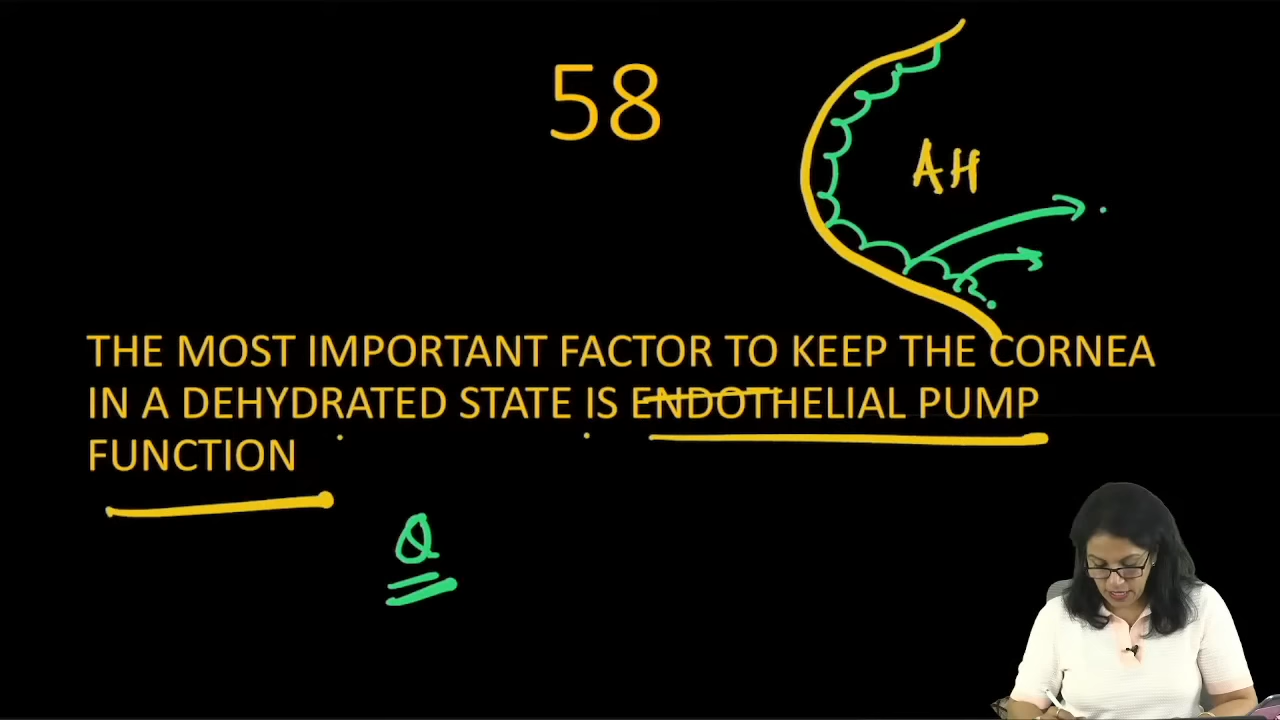 58
AH
THE MOST IMPORTANT FACTOR TO KEEP THE CORNEA
IN A DEHYDRATED STATE IS ENDOTHELIAL PUMP
FUNCTION
Q